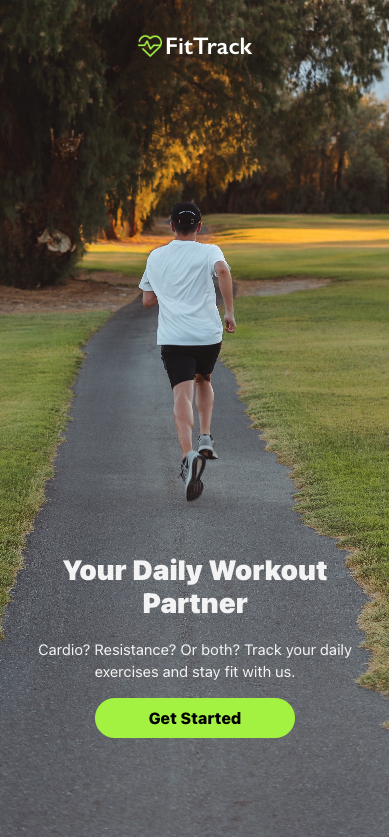 FitTrack
Your Daily Workout
Partner
Cardio? Resistance? Or both? Track your daily
exercises and stay fit with us.
Get Started